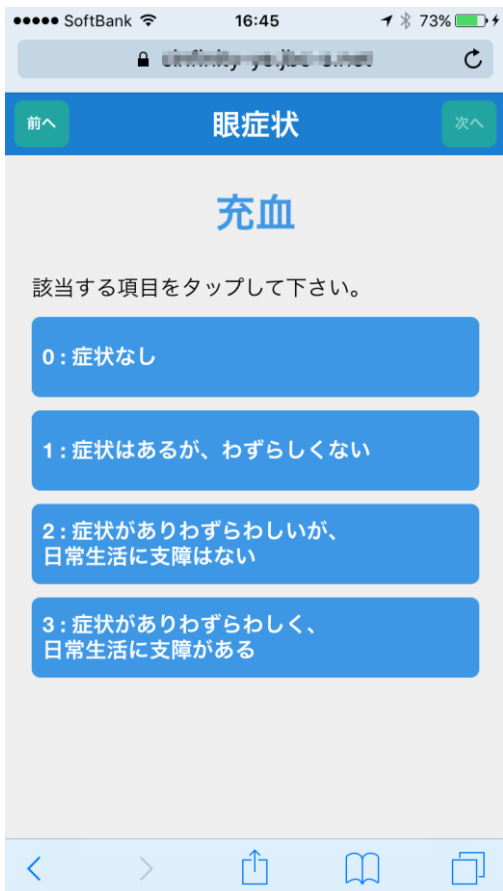 SoftBank 16:45 73%
前へ 眼症状 次へ
充血
該当する項目をタップして下さい。
0 : 症状なし
1 : 症状はあるが、わずらしくない
2 : 症状がありわずらわしいが、
日常生活に支障はない
3 : 症状がありわずらわしく、
日常生活に支障がある